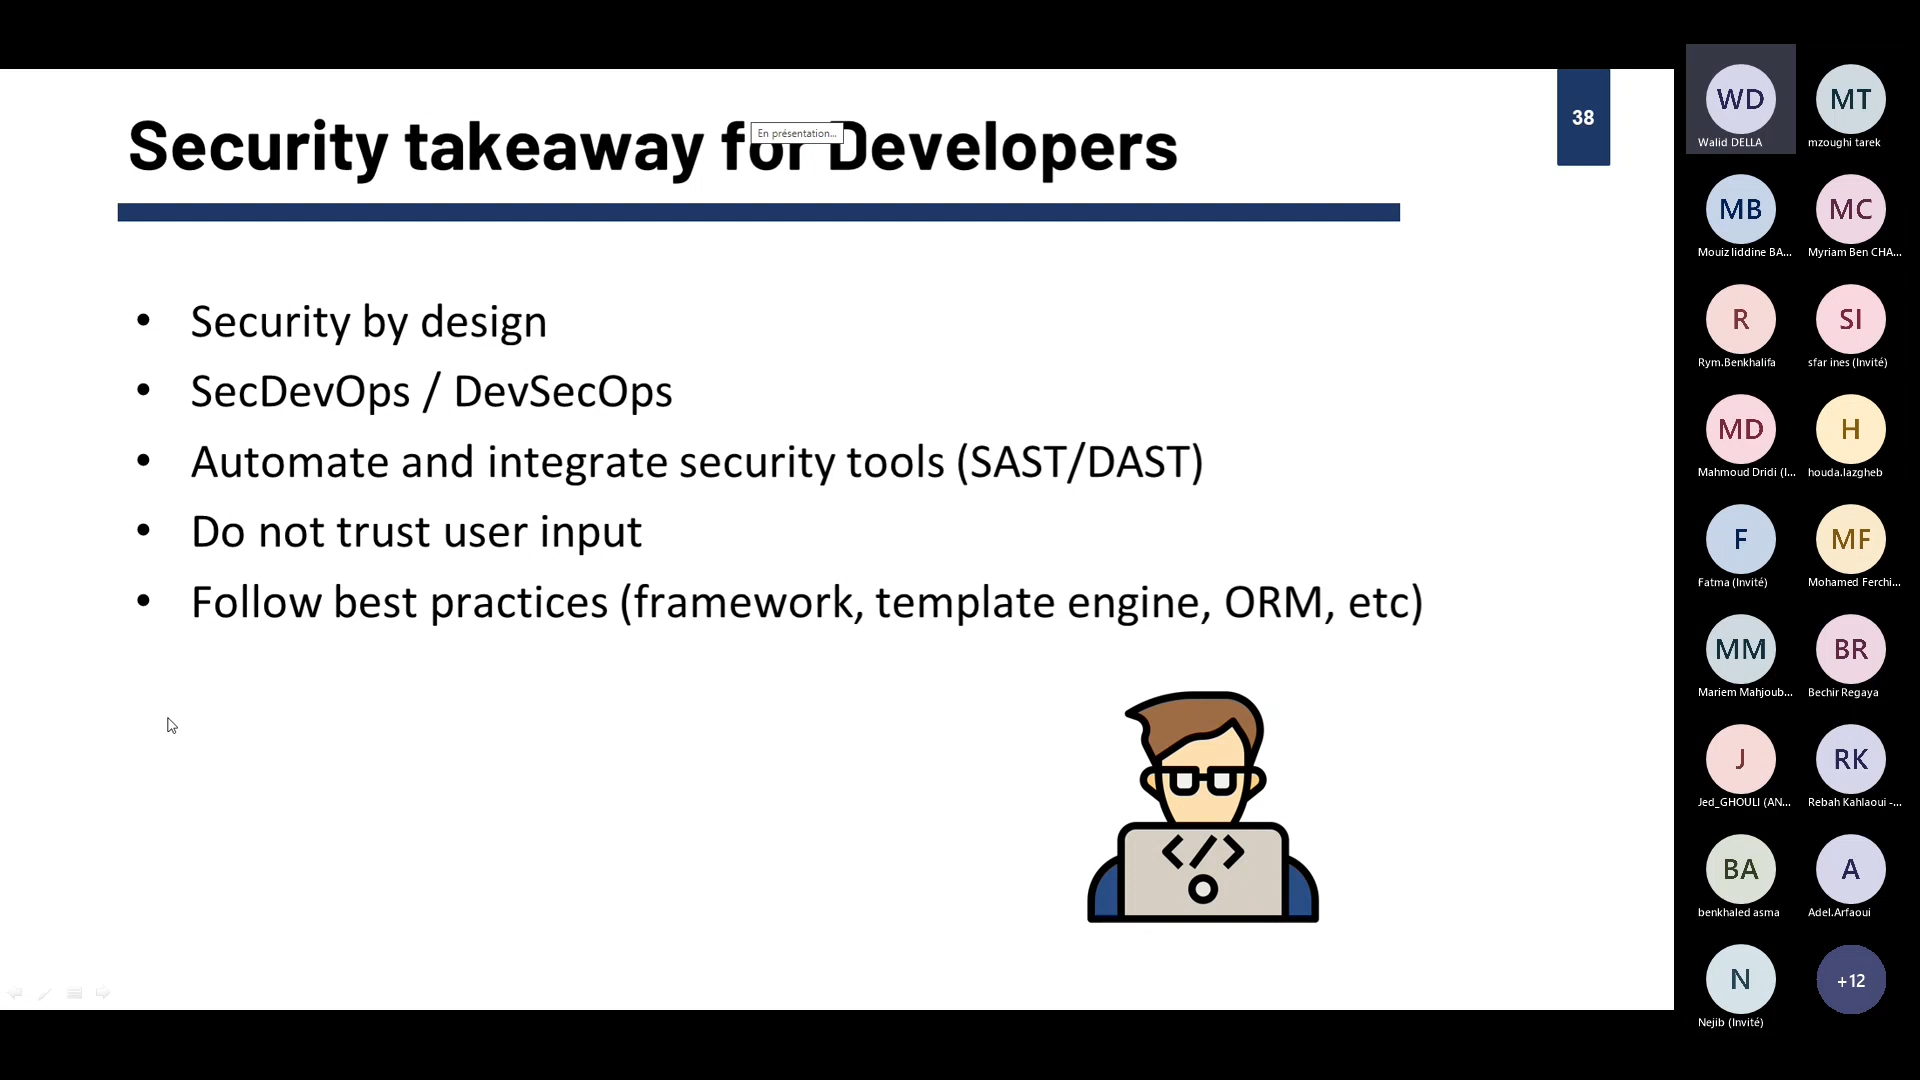 Security takeaway for Developers
En présentation...
38
• Security by design
• SecDevOps / DevSecOps
• Automate and integrate security tools (SAST/DAST)
• Do not trust user input
• Follow best practices (framework, template engine, ORM, etc)
</>
WD
Walid DELLA
MT
mzoughi tarek
MB
Mouiz liddine BA...
MC
Myriam Ben CHA...
R
Rym.Benkhalifa
SI
sfar ines (Invité)
MD
Mahmoud Dridi (I...
H
houda.lazgheb
F
Fatma (Invité)
MF
Mohamed Ferchi...
MM
Mariem Mahjoub...
BR
Bechir Regaya
J
Jed_GHOULI (AN...
RK
Rebah Kahlaoui -...
BA
benkhaled asma
A
Adel.Arfaoui
N
Nejib (Invité)
+12